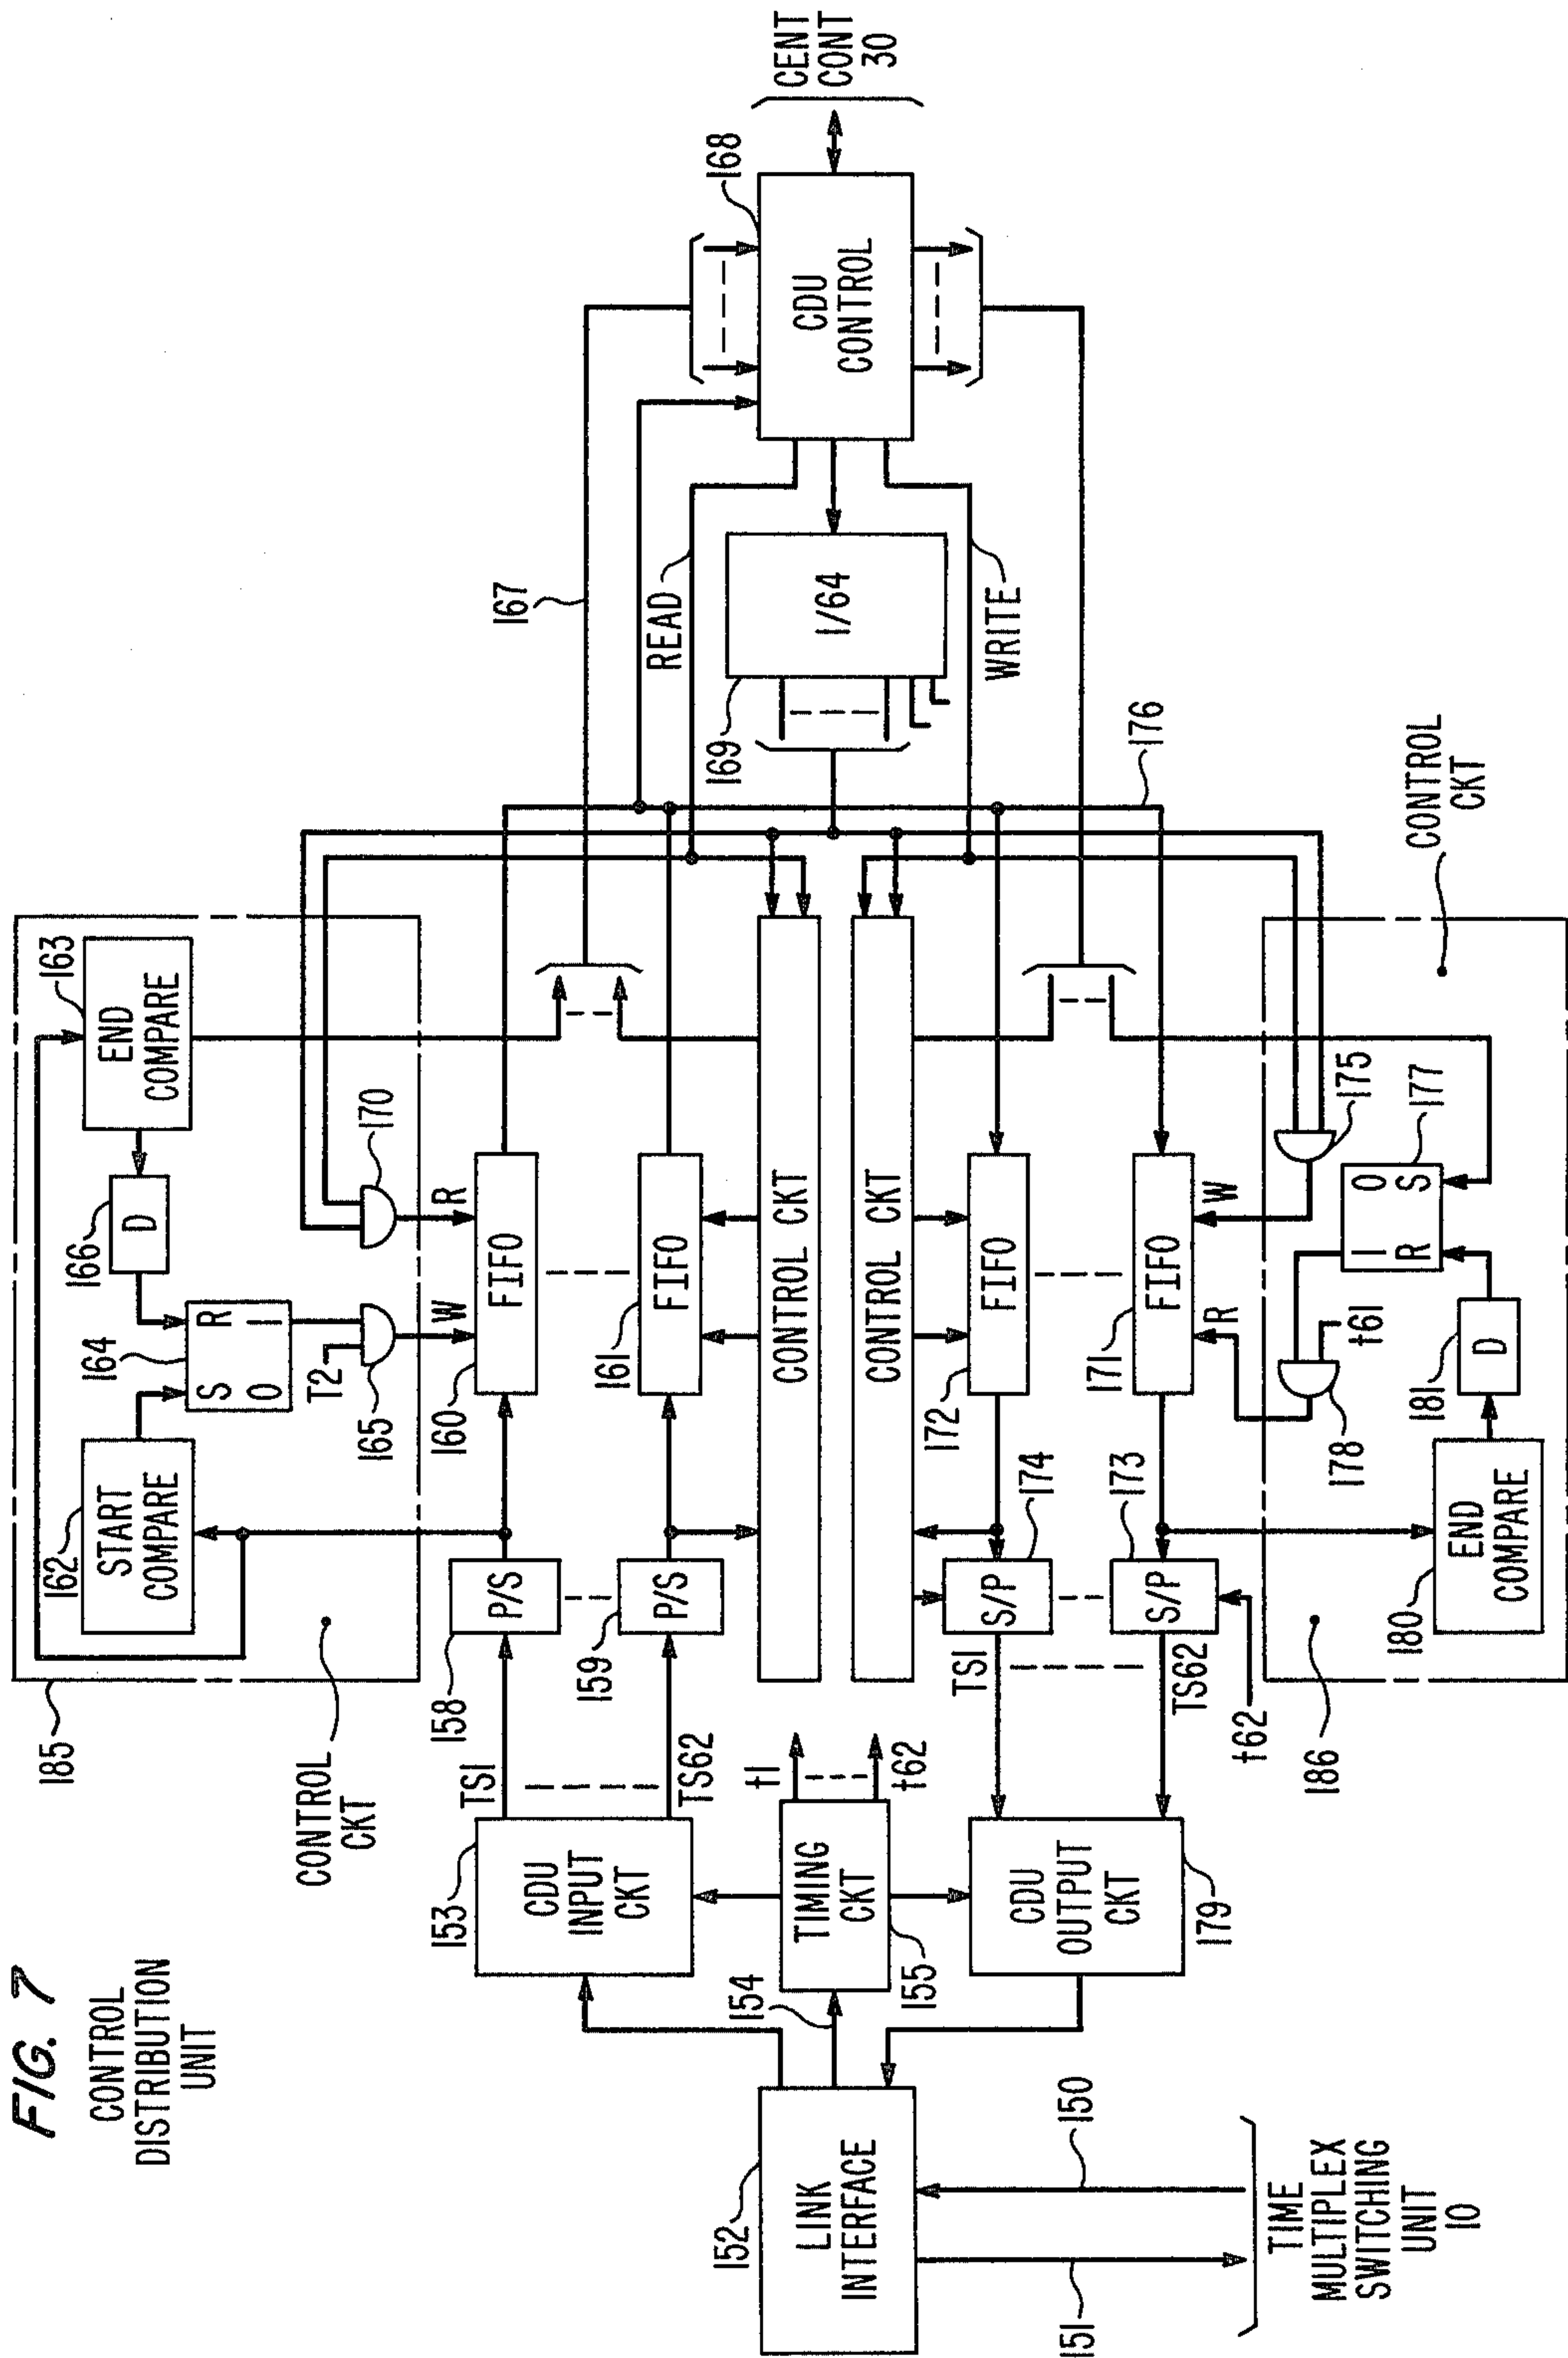 FIG. 7
CONTROL
DISTRIBUTION
UNIT
185
CONTROL
CKT
162
START
COMPARE
164
S R
O I
166
D
163
END
COMPARE
T2
165
170
W
R
153
CDU
INPUT
CKT
TS1
TS62
158
P/S
159
P/S
160
FIFO
161
FIFO
167
READ
168
CDU
CONTROL
CENT
CONT
30
169
1/64
WRITE
176
CONTROL CKT
CONTROL CKT
152
LINK
INTERFACE
154
TIMING
CKT
155
t1
t62
CDU
OUTPUT
CKT
179
TS1
TS62
174
S/P
173
S/P
t62
172
FIFO
171
FIFO
R
W
150
151
TIME
MULTIPLEX
SWITCHING
UNIT
10
186
180
END
COMPARE
181
D
178
t61
177
I O
R S
175
CONTROL
CKT